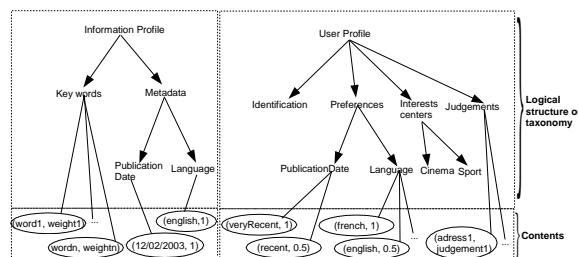 Information Profile
User Profile
Key words
Metadata
Identification
Preferences
Interests
centers
Judgements
Logical
structure o
taxonomy
Publication
Date
Language
PublicationDate
Language
Cinema
Sport
(word1, weight1)
...
(english,1)
wordn, weightn)
(12/02/2003, 1)
(veryRecent, 1)
(recent, 0.5)
(french, 1)
(english, 0.5)
...
(adress1,
judgement1)
...
Contents